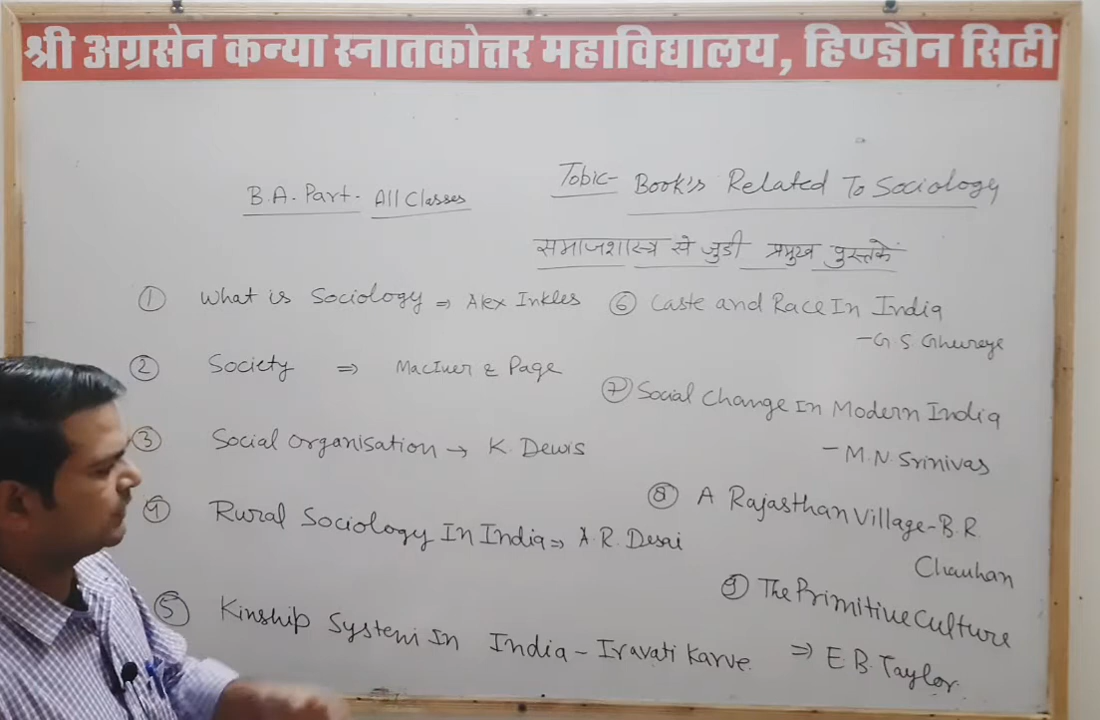 श्री अग्रसेन कन्या स्नातकोत्तर महाविद्यालय, हिण्डौन सिटी
B.A. Part- All Classes
Tobic- Book's Related To Sociology
समाजशास्त्र से जुडी प्रमुख पुस्तकें
① What is Sociology ⇒ Alex Inkles
② Society ⇒ MacIver & Page
③ Social Organisation → K. Dewis
④ Rural Sociology In India ⇒ A.R. Desai
⑤ Kinship System In India - Iravati Karve
⑥ Caste and Race In India
- G S Ghureye
⑦ Social Change In Modern India
- M.N. Srinivas
⑧ A Rajasthan Village - B.R.
Chauhan
⑨ The Primitive Culture
⇒ E.B. Taylor